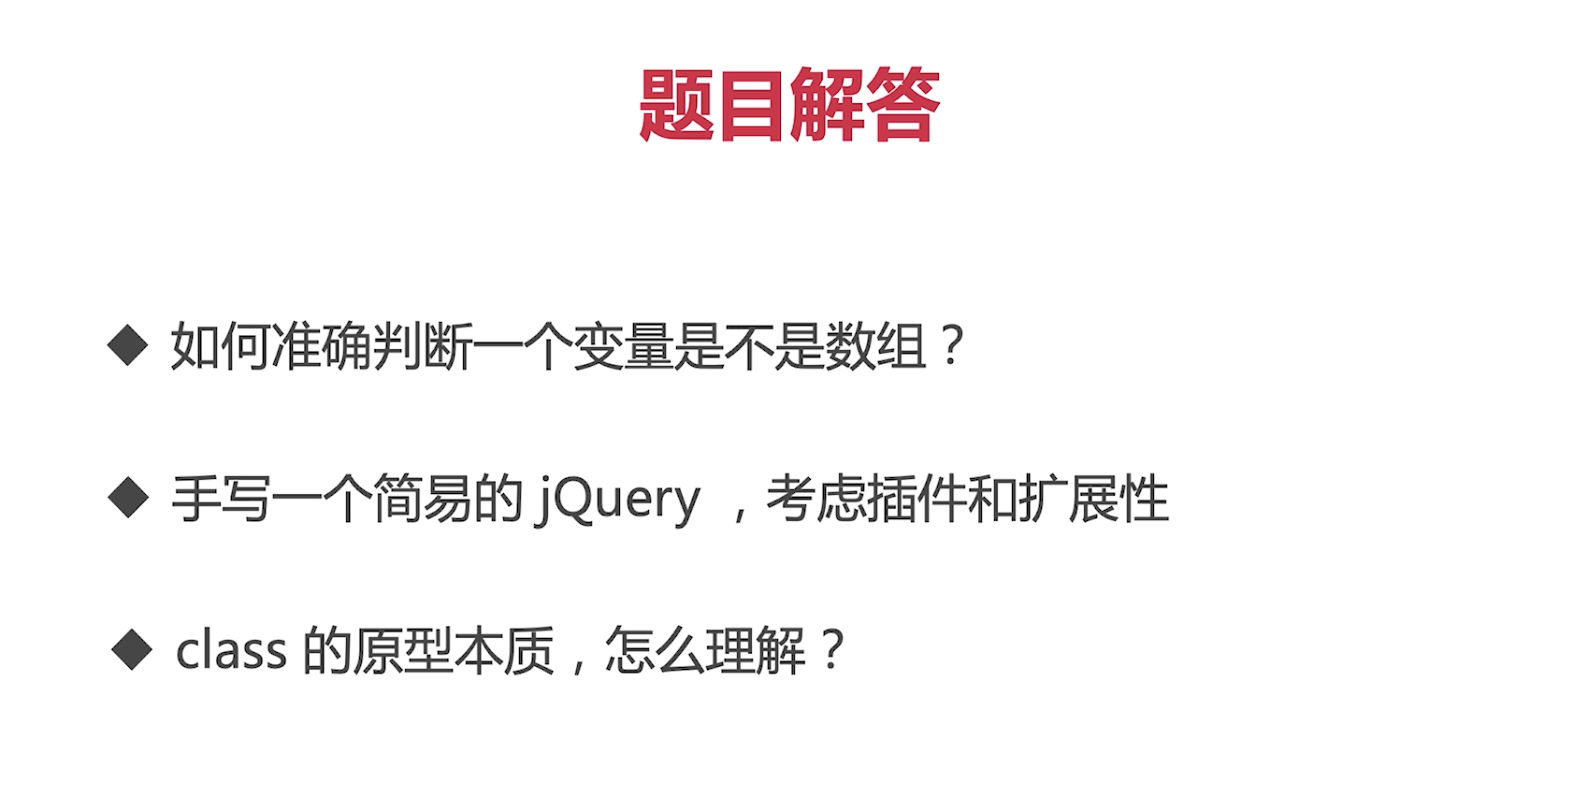 题目解答
◆ 如何准确判断一个变量是不是数组？
◆ 手写一个简易的 jQuery ，考虑插件和扩展性
◆ class 的原型本质，怎么理解？